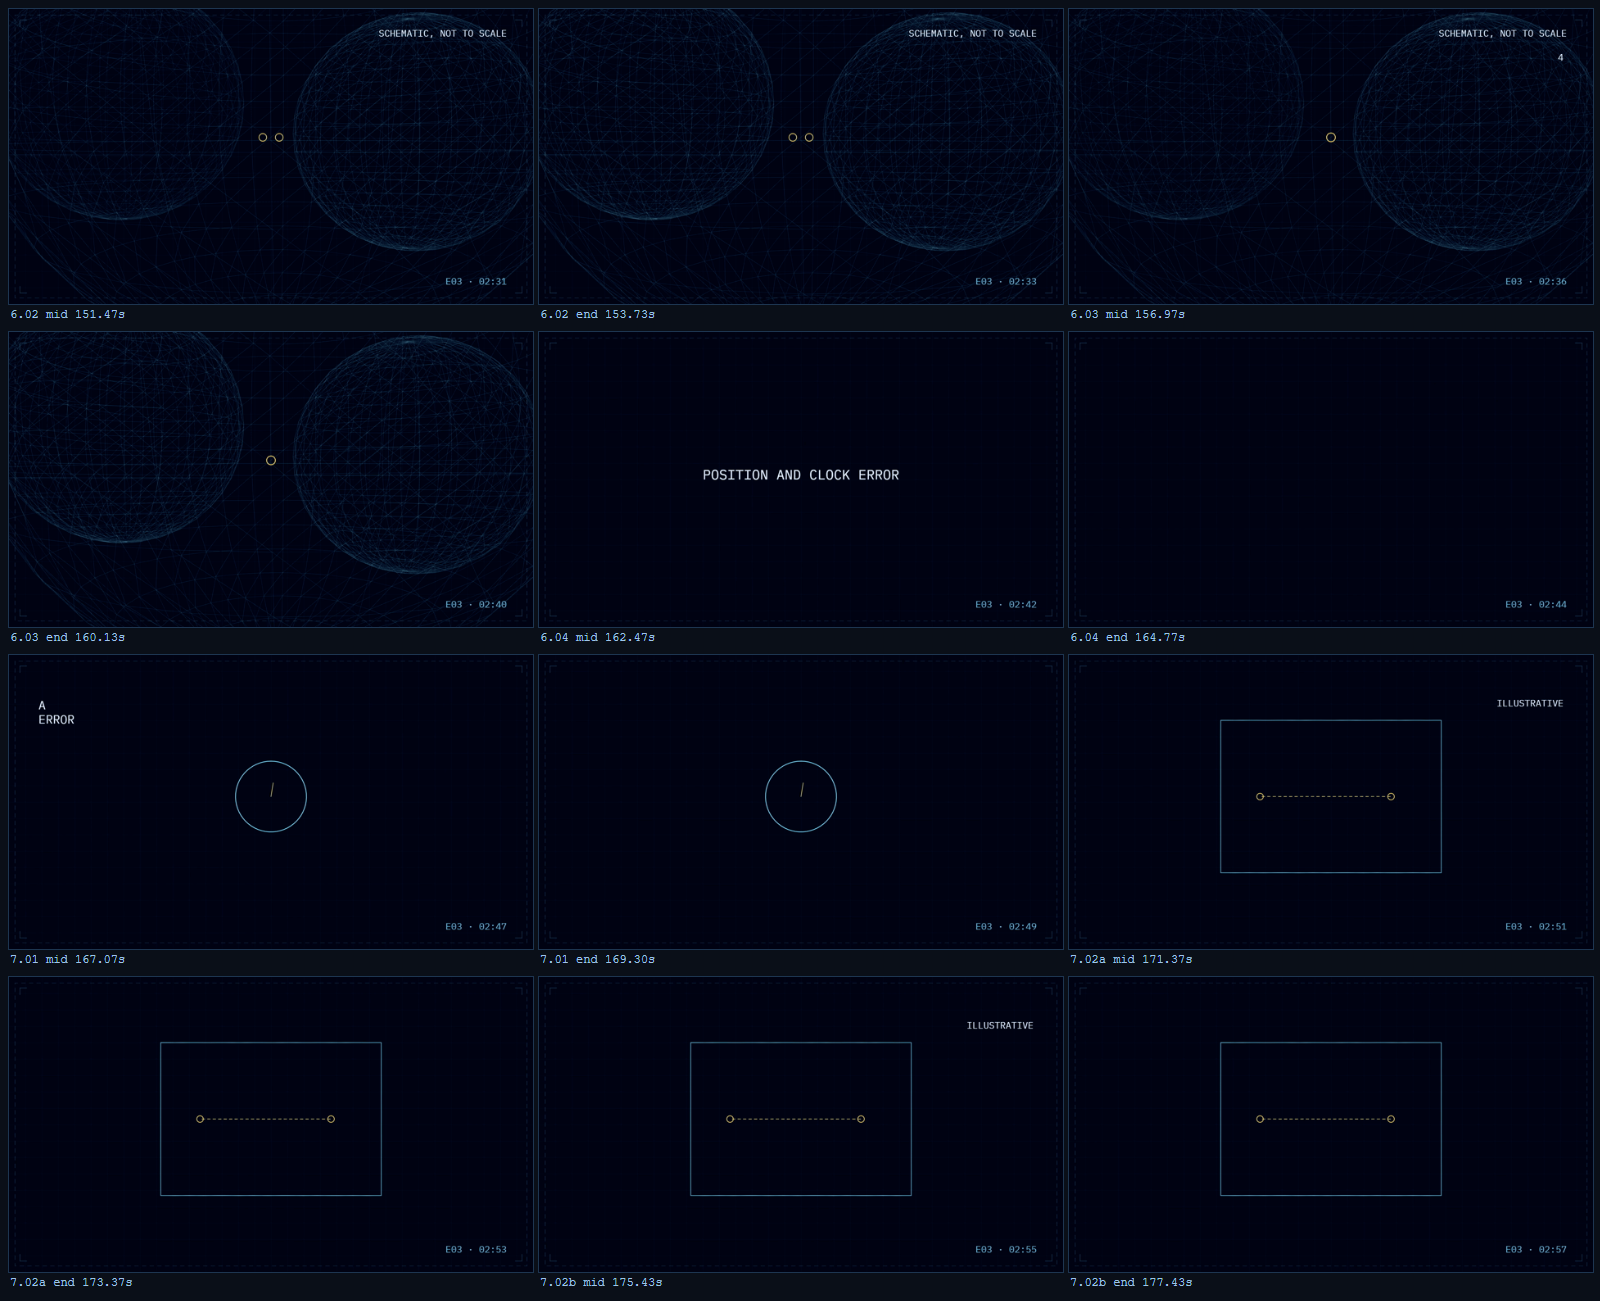 SCHEMATIC, NOT TO SCALE
E03 · 02:31
6.02 mid 151.47s
SCHEMATIC, NOT TO SCALE
E03 · 02:33
6.02 end 153.73s
SCHEMATIC, NOT TO SCALE
4
E03 · 02:36
6.03 mid 156.97s
E03 · 02:40
6.03 end 160.13s
POSITION AND CLOCK ERROR
E03 · 02:42
6.04 mid 162.47s
E03 · 02:44
6.04 end 164.77s
A
ERROR
E03 · 02:47
7.01 mid 167.07s
E03 · 02:49
7.01 end 169.30s
ILLUSTRATIVE
E03 · 02:51
7.02a mid 171.37s
E03 · 02:53
7.02a end 173.37s
ILLUSTRATIVE
E03 · 02:55
7.02b mid 175.43s
E03 · 02:57
7.02b end 177.43s